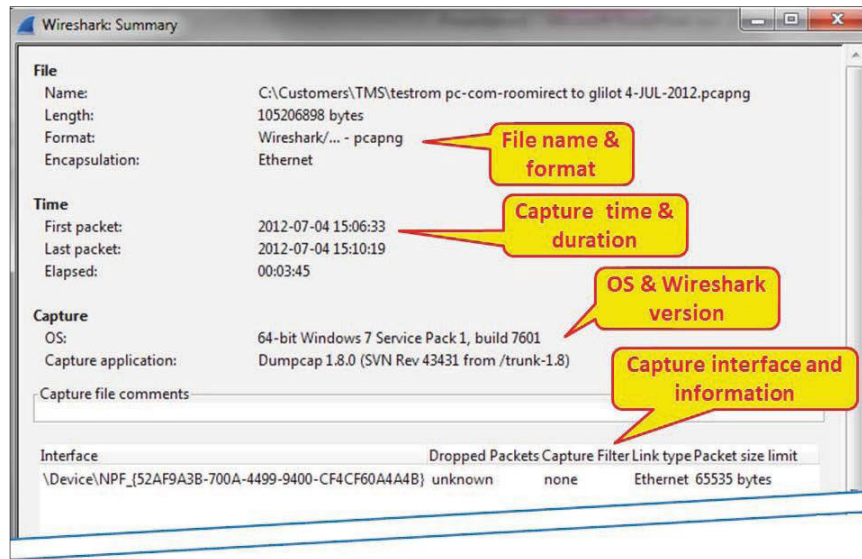 Wireshark: Summary
File
Name: C:\Customers\TMS\testrom pc-com-roomirect to glilot 4-JUL-2012.pcapng
Length: 105206898 bytes
Format: Wireshark/... - pcapng
Encapsulation: Ethernet
File name &
format
Time
First packet: 2012-07-04 15:06:33
Last packet: 2012-07-04 15:10:19
Elapsed: 00:03:45
Capture time &
duration
OS & Wireshark
version
Capture
OS: 64-bit Windows 7 Service Pack 1, build 7601
Capture application: Dumpcap 1.8.0 (SVN Rev 43431 from /trunk-1.8)
Capture interface and
information
Capture file comments
Interface Dropped Packets Capture Filter Link type Packet size limit
\Device\NPF_{52AF9A3B-700A-4499-9400-CF4CF60A4A4B} unknown none Ethernet 65535 bytes